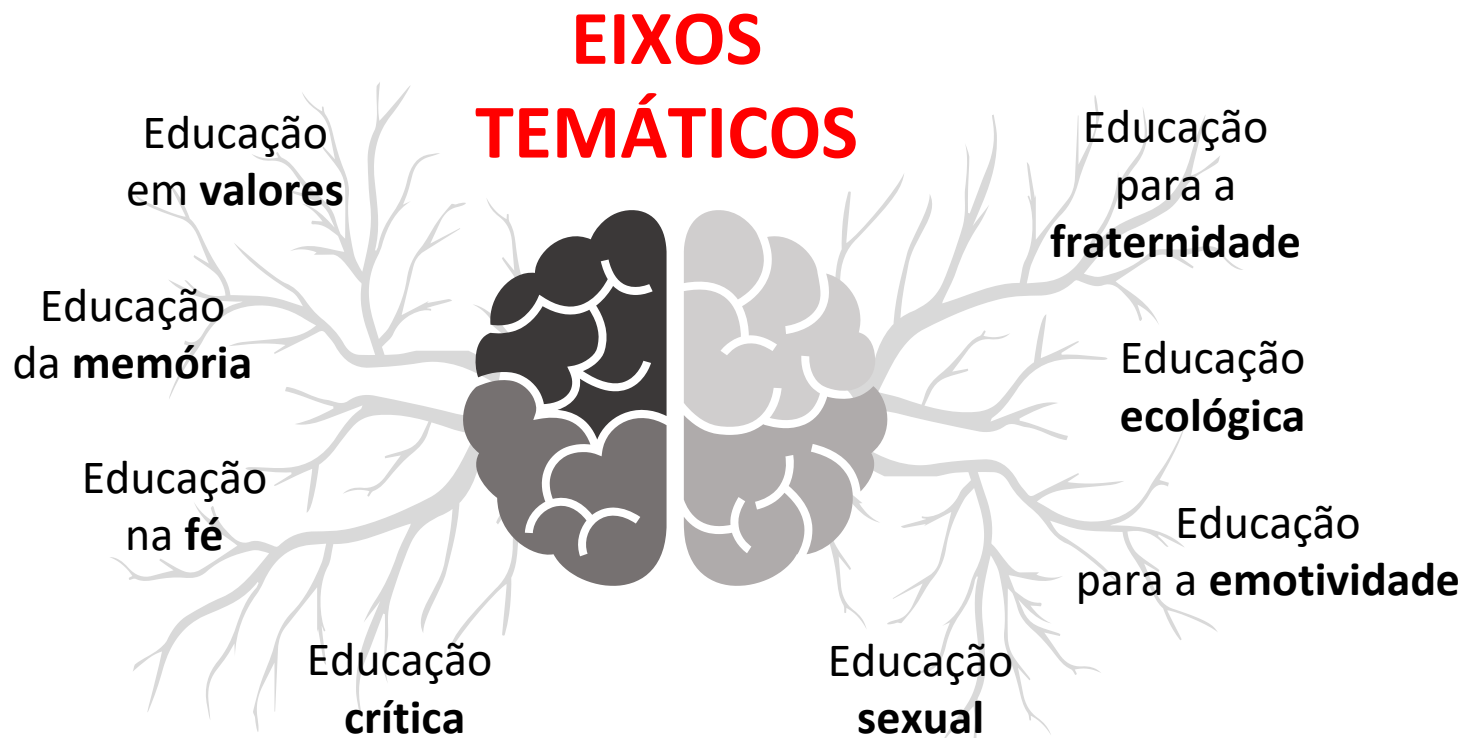 EIXOS
TEMÁTICOS
Educação
em valores
Educação
da memória
Educação
na fé
Educação
crítica
Educação
para a
fraternidade
Educação
ecológica
Educação
para a emotividade
Educação
sexual